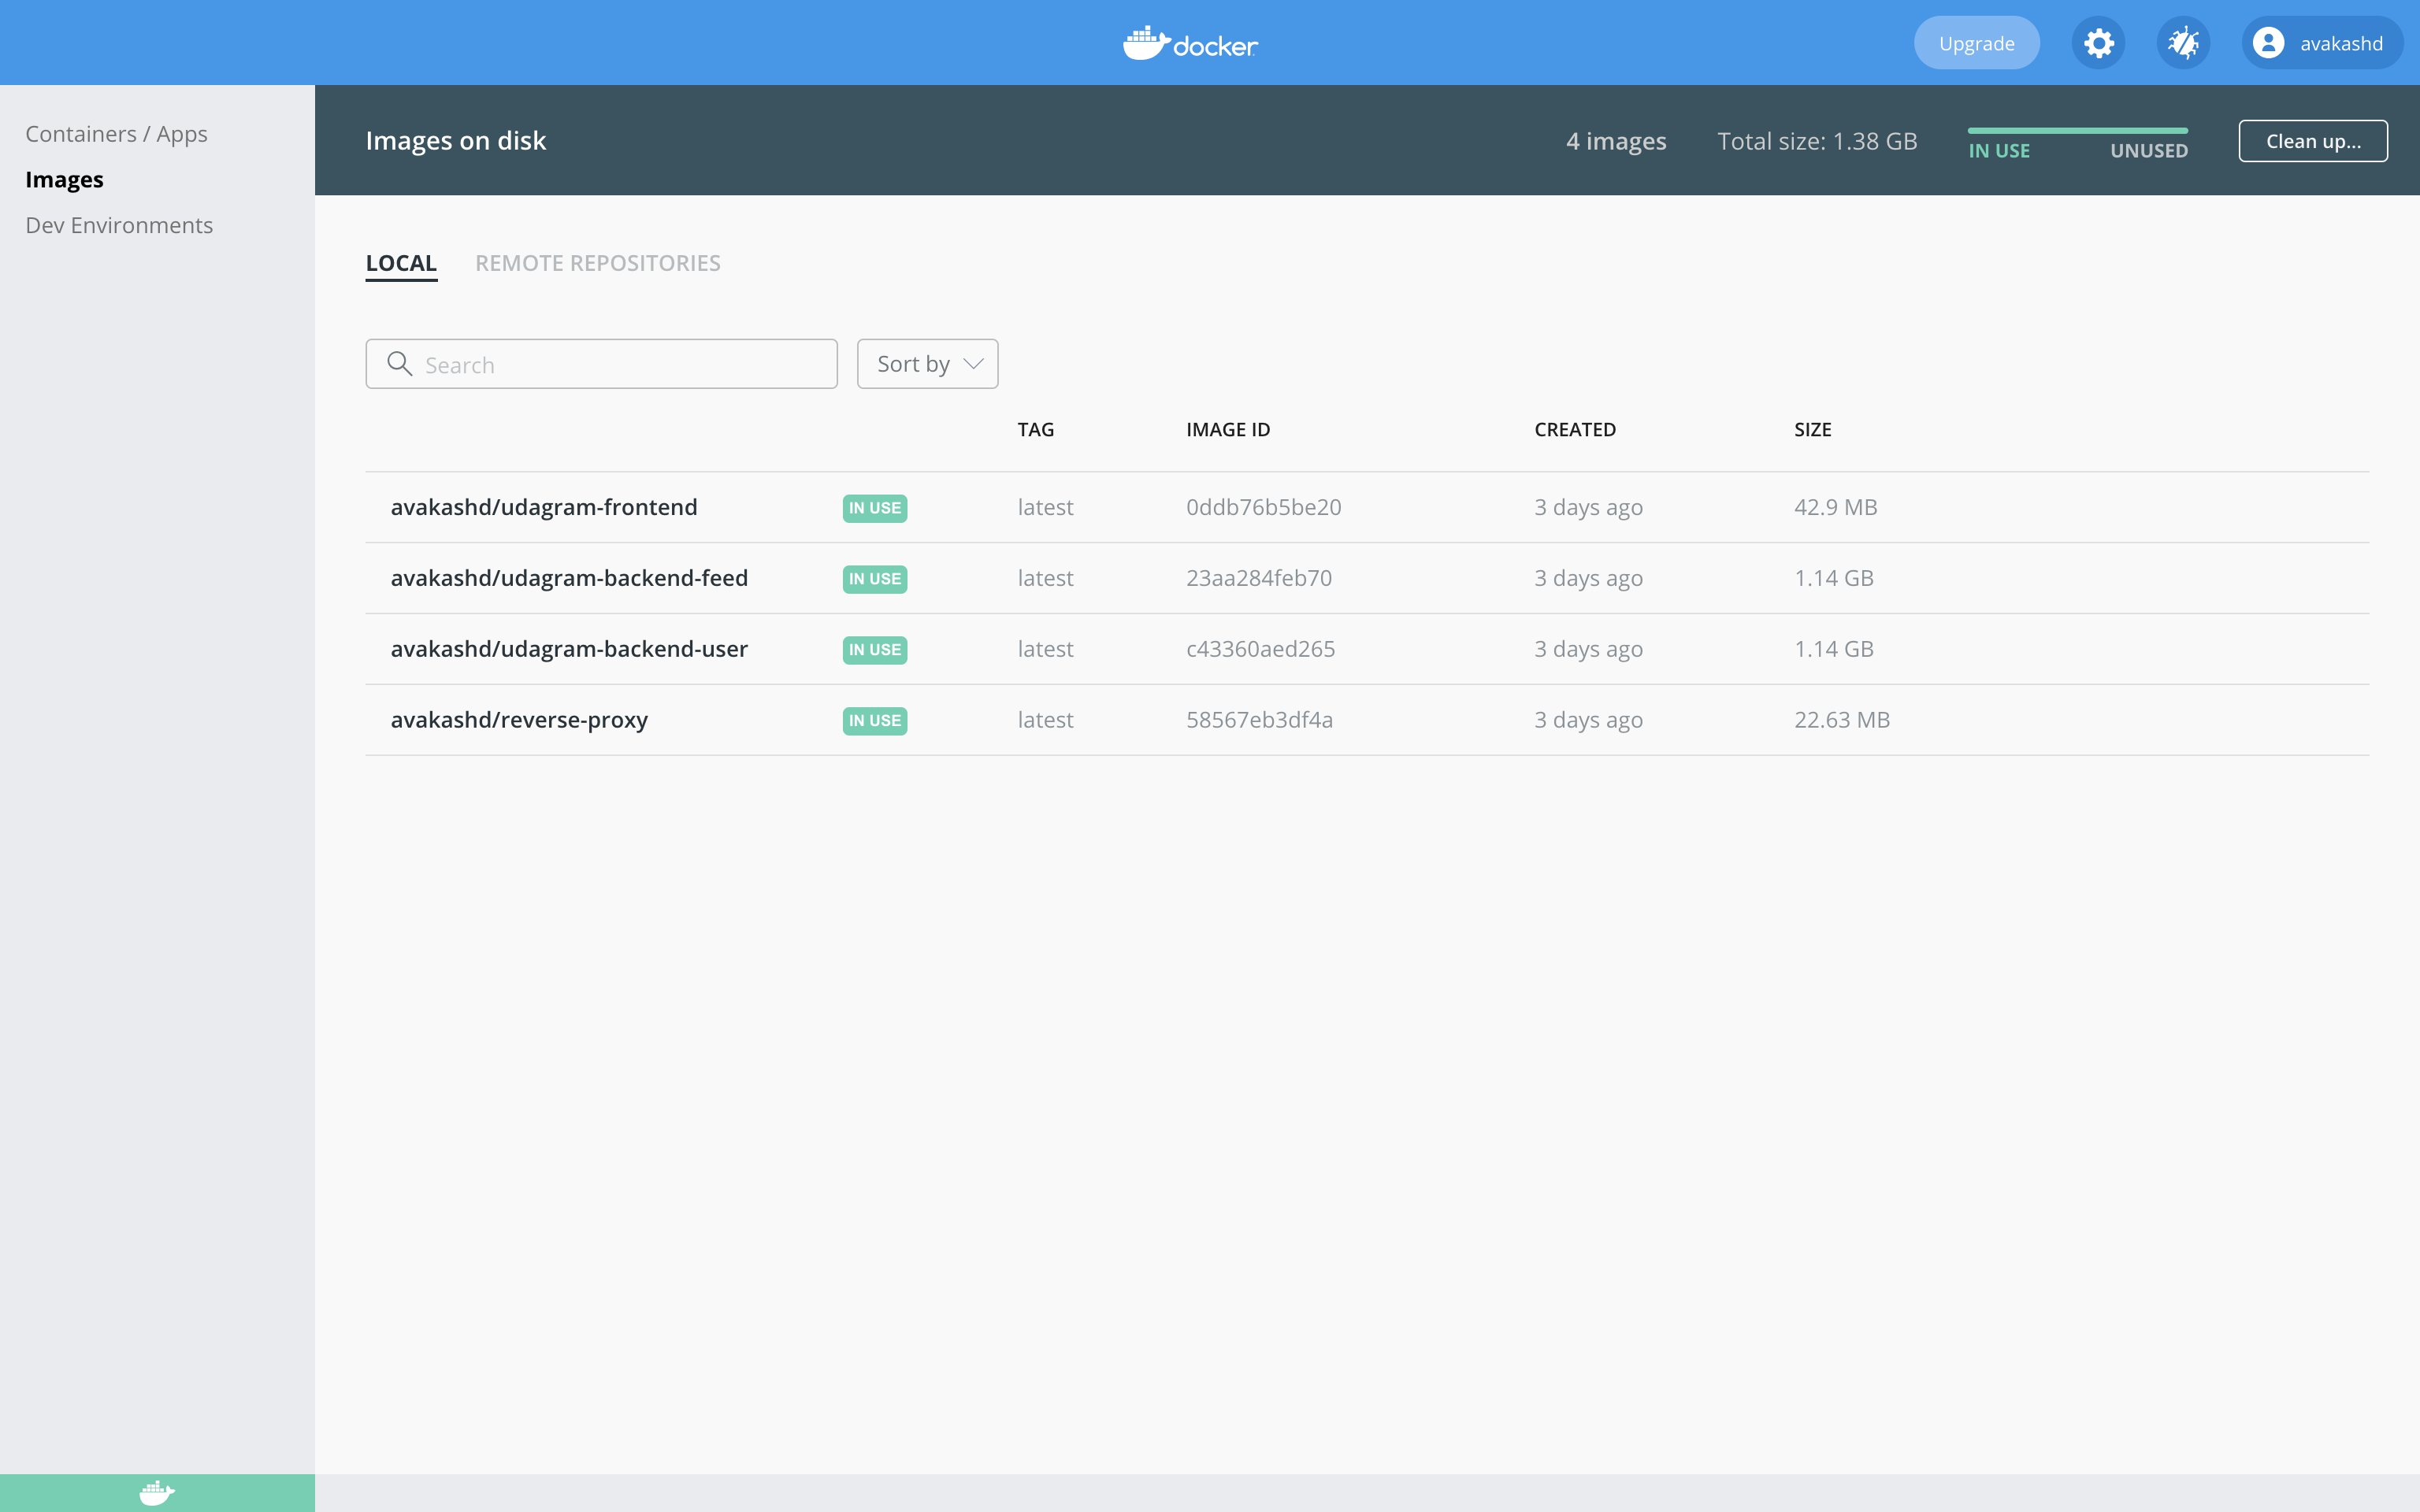 docker
Upgrade
avakashd
Containers / Apps
Images
Dev Environments
Images on disk
4 images
Total size: 1.38 GB
IN USE
UNUSED
Clean up...
LOCAL
REMOTE REPOSITORIES
Search
Sort by
TAG IMAGE ID CREATED SIZE
avakashd/udagram-frontend IN USE latest 0ddb76b5be20 3 days ago 42.9 MB
avakashd/udagram-backend-feed IN USE latest 23aa284feb70 3 days ago 1.14 GB
avakashd/udagram-backend-user IN USE latest c43360aed265 3 days ago 1.14 GB
avakashd/reverse-proxy IN USE latest 58567eb3df4a 3 days ago 22.63 MB